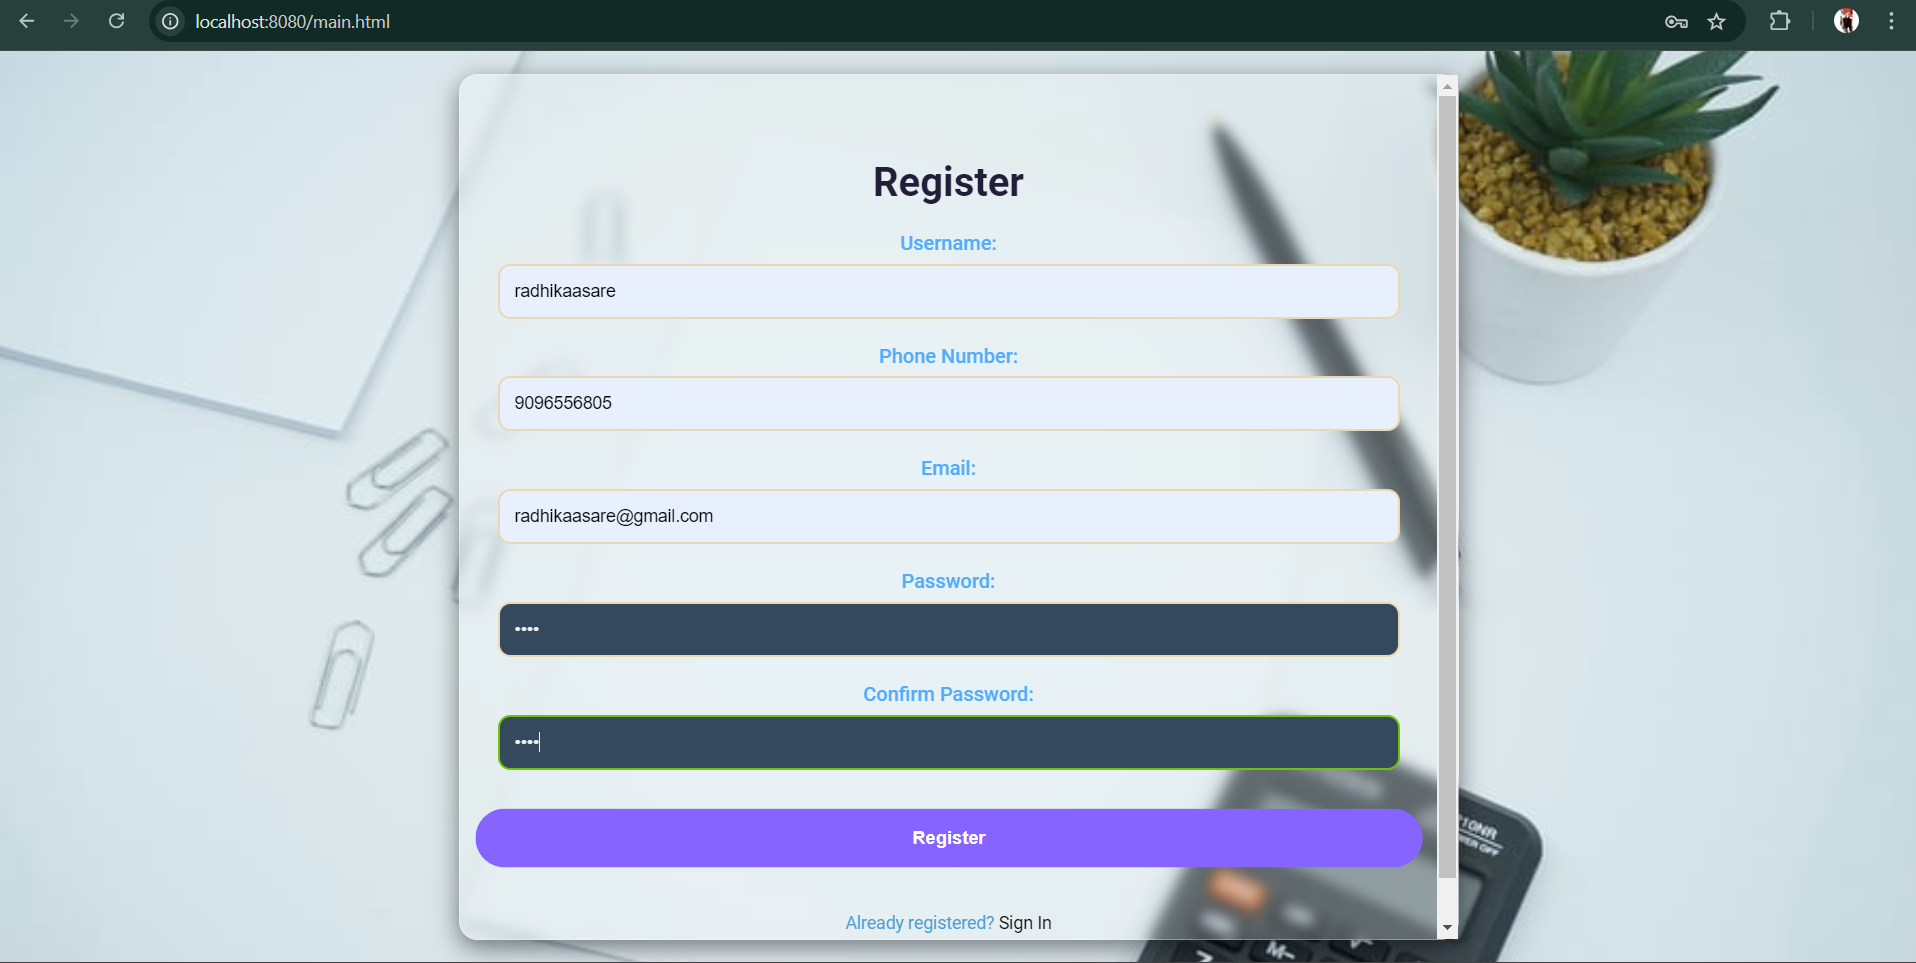 localhost:8080/main.html
Register
Username:
radhikaasare
Phone Number:
9096556805
Email:
radhikaasare@gmail.com
Password:
••••
Confirm Password:
••••
Register
Already registered? Sign In
M−
7
√